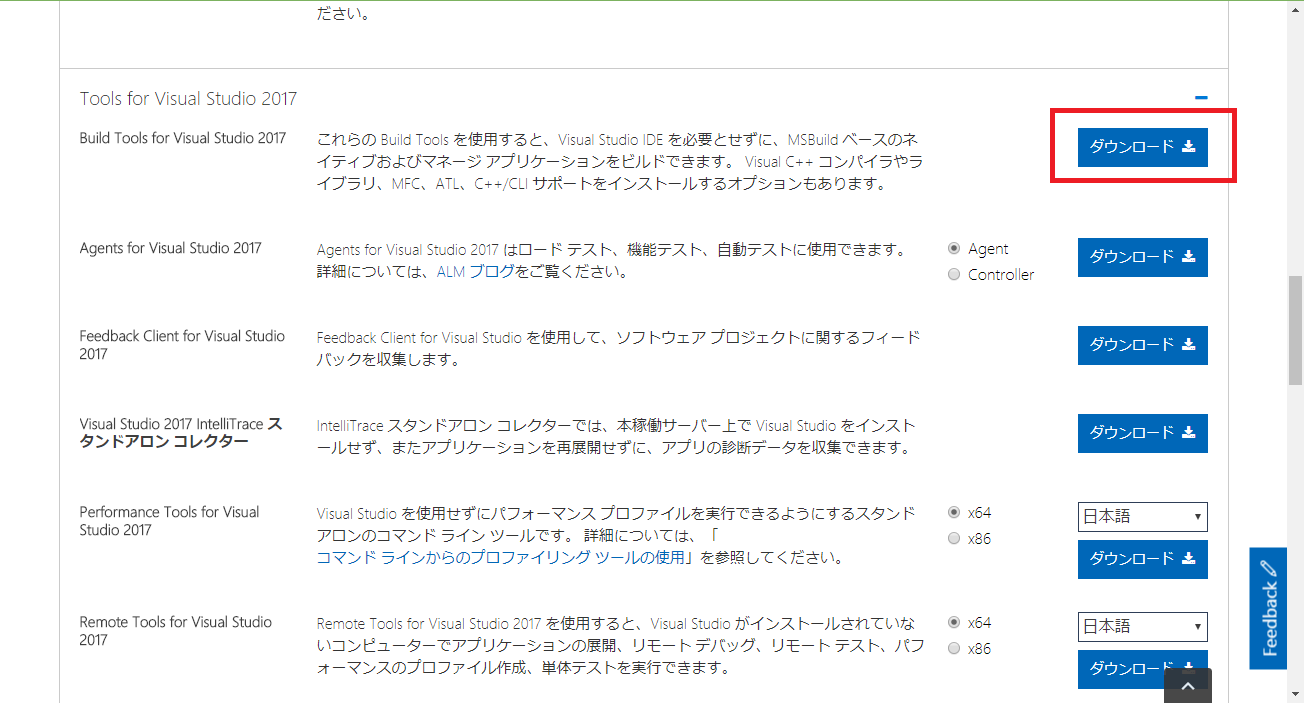 ださい。
Tools for Visual Studio 2017
Build Tools for Visual Studio 2017
これらの Build Tools を使用すると、Visual Studio IDE を必要とせずに、MSBuild ベースのネ
イティブおよびマネージ アプリケーションをビルドできます。 Visual C++ コンパイラやラ
イブラリ、MFC、ATL、C++/CLI サポートをインストールするオプションもあります。
ダウンロード
Agents for Visual Studio 2017
Agents for Visual Studio 2017 はロード テスト、機能テスト、自動テストに使用できます。
詳細については、ALM ブログをご覧ください。
Agent
Controller
ダウンロード
Feedback Client for Visual Studio
2017
Feedback Client for Visual Studio を使用して、ソフトウェア プロジェクトに関するフィード
バックを収集します。
ダウンロード
Visual Studio 2017 IntelliTrace ス
タンドアロン コレクター
IntelliTrace スタンドアロン コレクターでは、本稼働サーバー上で Visual Studio をインスト
ールせず、またアプリケーションを再展開せずに、アプリの診断データを収集できます。
ダウンロード
Performance Tools for Visual
Studio 2017
Visual Studio を使用せずにパフォーマンス プロファイルを実行できるようにするスタンド
アロンのコマンド ライン ツールです。 詳細については、「
コマンド ラインからのプロファイリング ツールの使用」を参照してください。
x64
x86
日本語
ダウンロード
Remote Tools for Visual Studio
2017
Remote Tools for Visual Studio 2017 を使用すると、Visual Studio がインストールされていな
いコンピューターでアプリケーションの展開、リモート デバッグ、リモート テスト、パフ
ォーマンスのプロファイル作成、単体テストを実行できます。
x64
x86
日本語
ダウンロード
Feedback